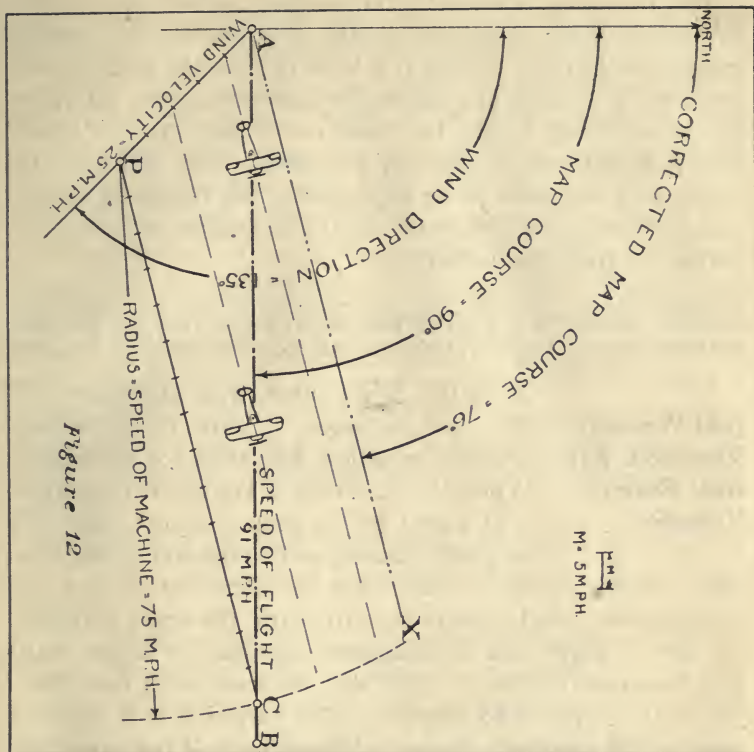 NORTH
CORRECTED MAP COURSE = 76°
MAP COURSE = 90°
WIND DIRECTION = 135°
A
WIND VELOCITY = 25 M.P.H.
P
RADIUS = SPEED OF MACHINE = 75 M.P.H.
SPEED OF FLIGHT
91 MPH
X
C
B
M
M = 5 MPH.
Figure 12